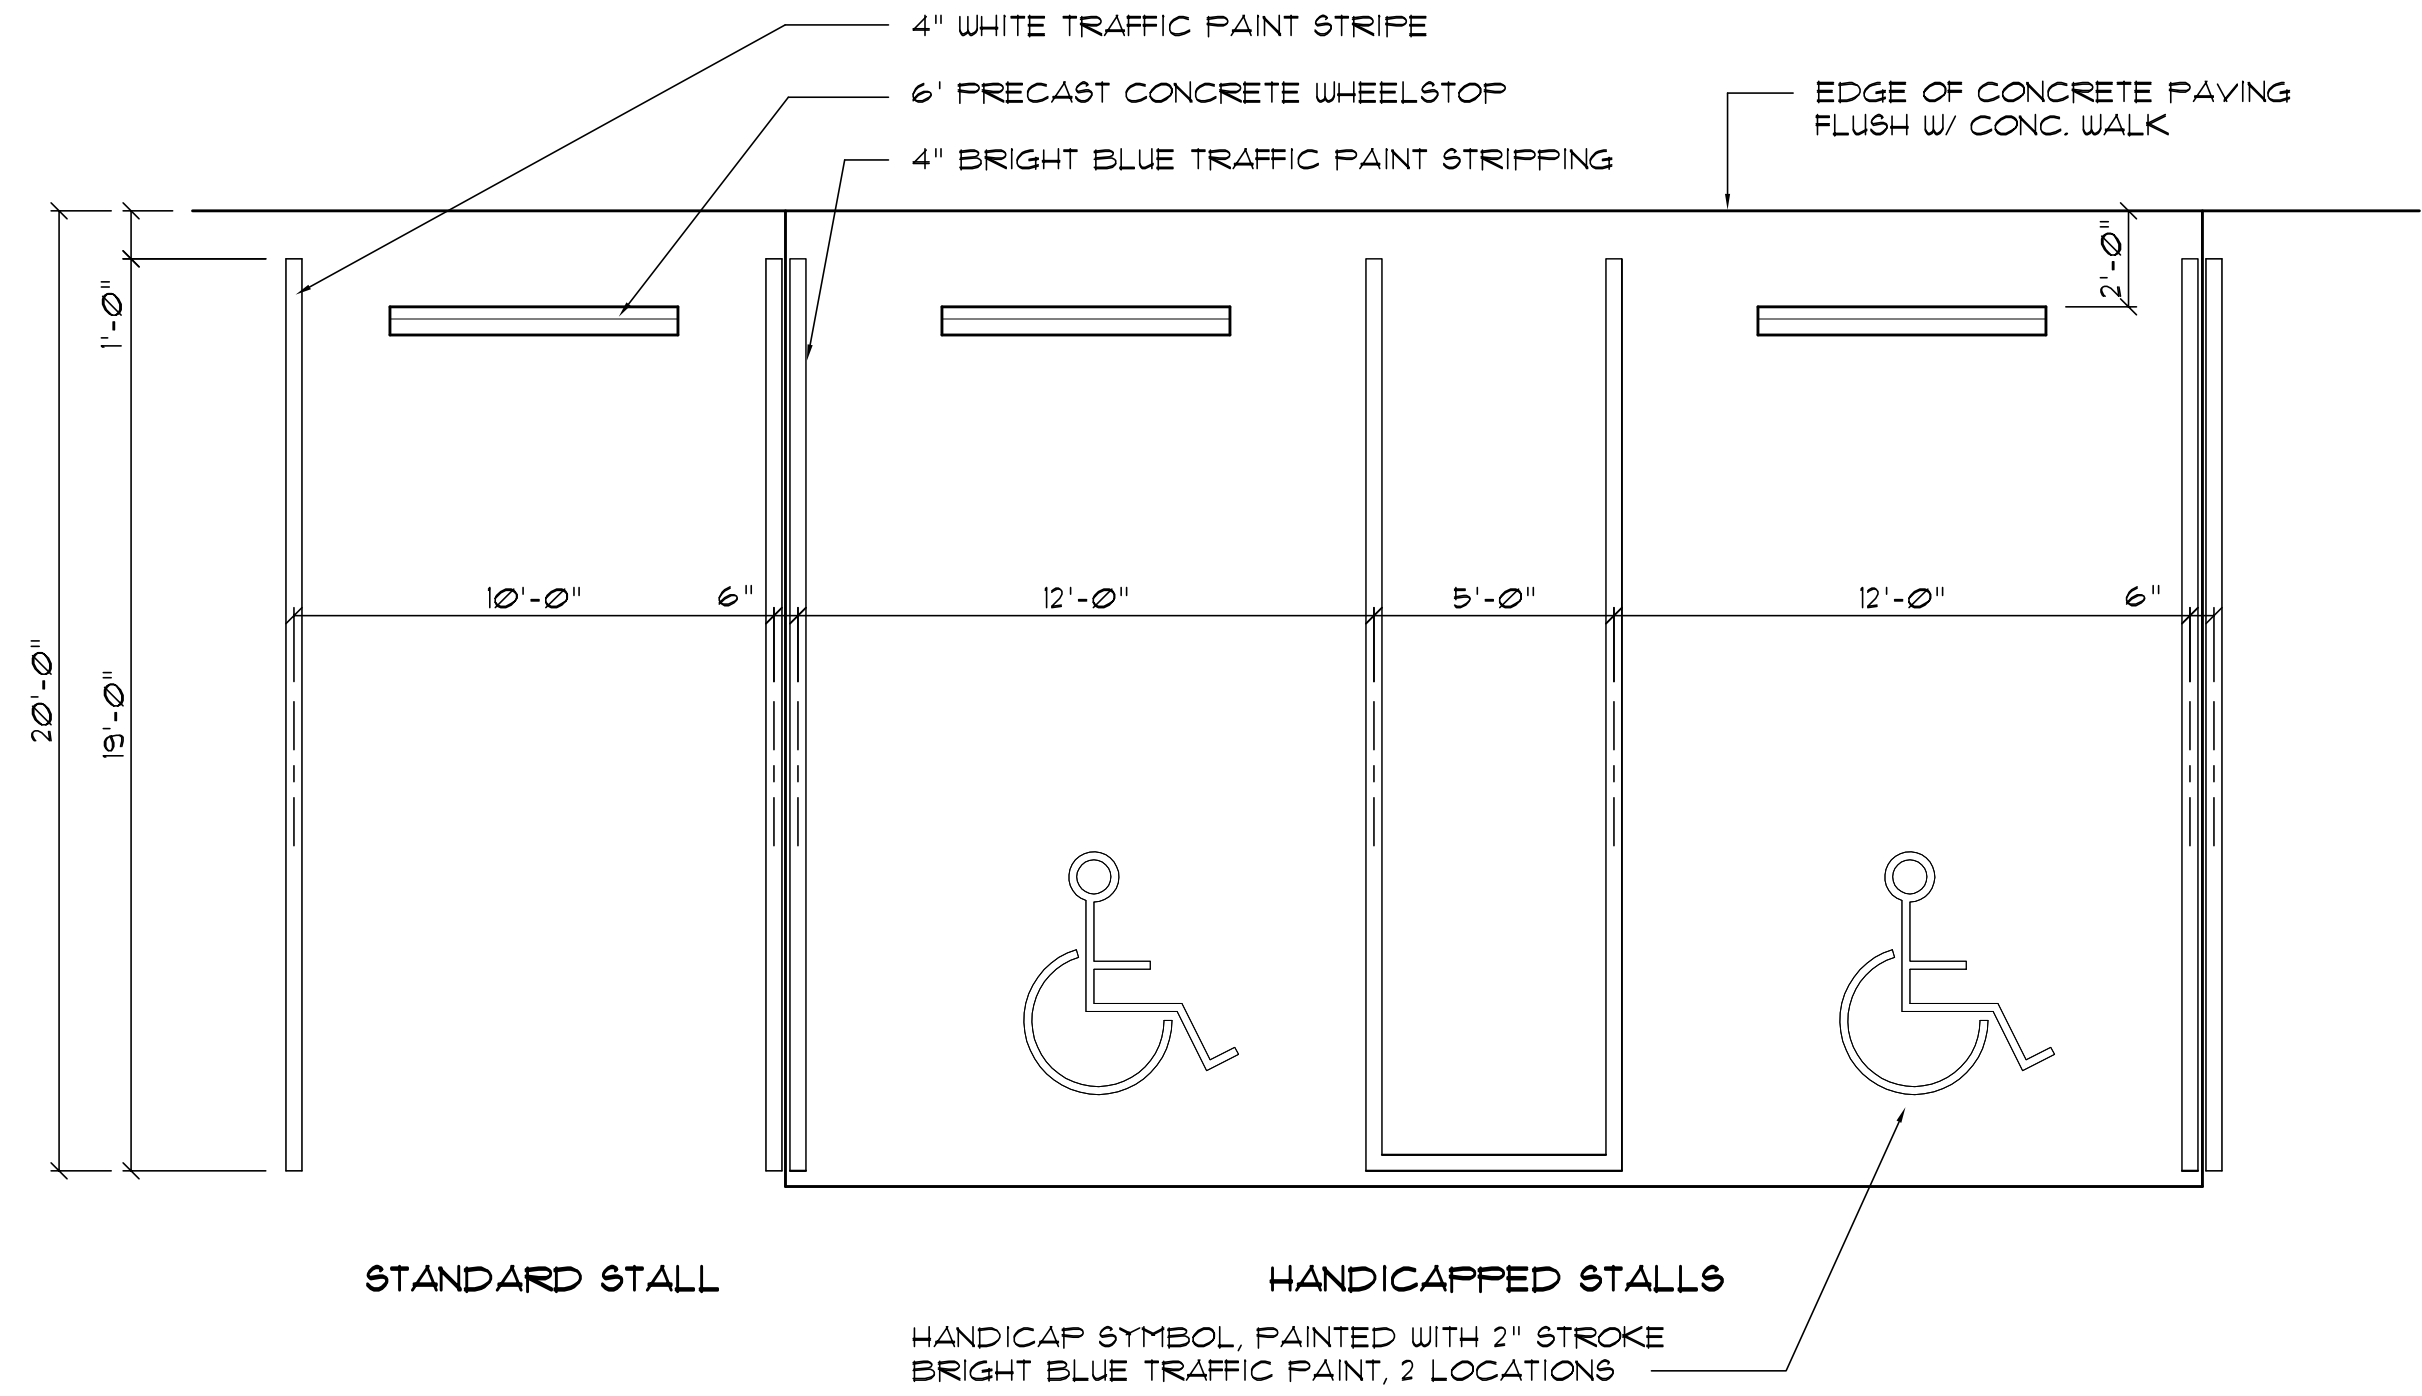 4" WHITE TRAFFIC PAINT STRIPE
6' PRECAST CONCRETE WHEELSTOP
EDGE OF CONCRETE PAVING
FLUSH W/ CONC. WALK
4" BRIGHT BLUE TRAFFIC PAINT STRIPPING
2'-0"
1'-0"
10'-0"
6"
12'-0"
5'-0"
12'-0"
6"
20'-0"
19'-0"
STANDARD STALL
HANDICAPPED STALLS
HANDICAP SYMBOL, PAINTED WITH 2" STROKE
BRIGHT BLUE TRAFFIC PAINT, 2 LOCATIONS